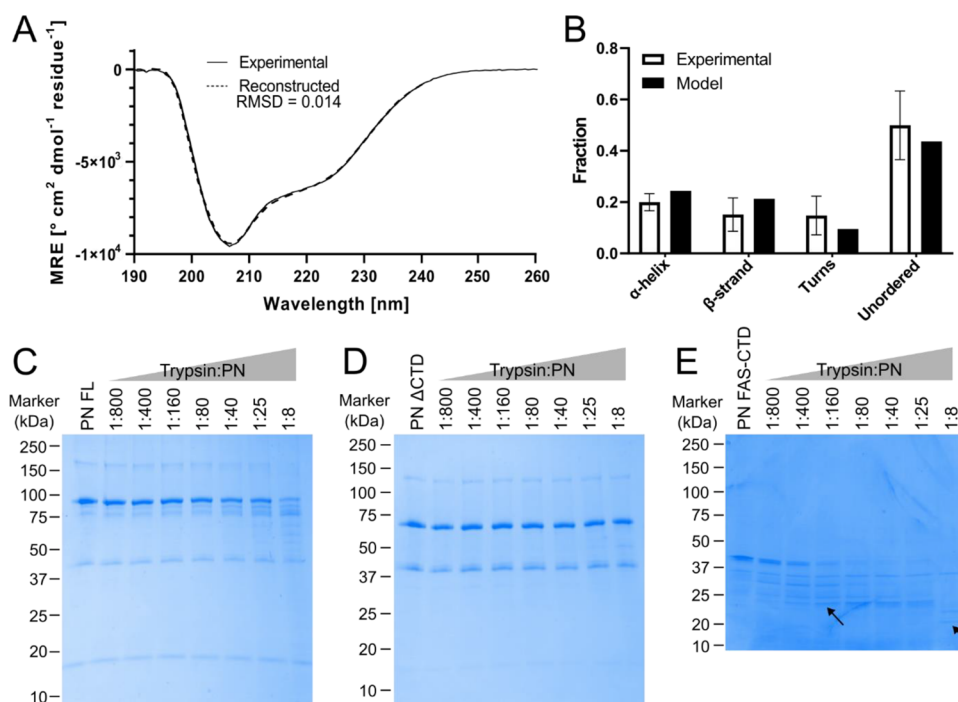 A
Experimental
Reconstructed
RMSD = 0.014
MRE [° cm² dmol⁻¹ residue⁻¹]
0
-5×10³
-1×10⁴
190 200 210 220 230 240 250 260
Wavelength [nm]
B
Experimental
Model
Fraction
0.8
0.6
0.4
0.2
0.0
α-helix
β-strand
Turns
Unordered
C
Trypsin:PN
Marker
(kDa)
PN FL
1:800
1:400
1:160
1:80
1:40
1:25
1:8
250
150
100
75
50
37
25
20
10
D
Trypsin:PN
Marker
(kDa)
PN ΔCTD
1:800
1:400
1:160
1:80
1:40
1:25
1:8
250
150
100
75
50
37
25
20
10
E
Trypsin:PN
Marker
(kDa)
PN FAS-CTD
1:800
1:400
1:160
1:80
1:40
1:25
1:8
250
150
100
75
50
37
25
20
10